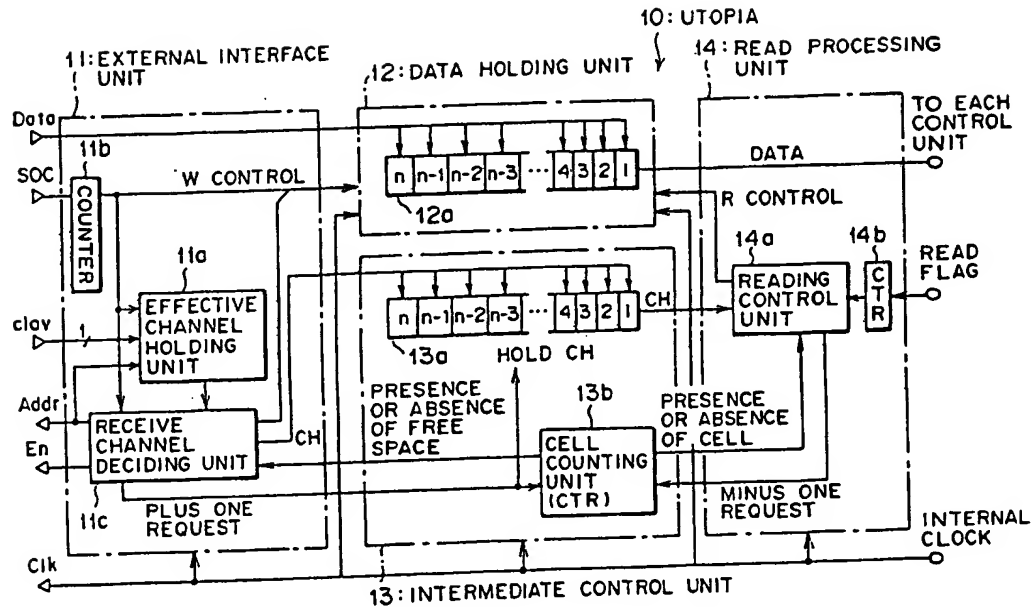 10: UTOPIA
11: EXTERNAL INTERFACE
UNIT
12: DATA HOLDING UNIT
14: READ PROCESSING
UNIT
Data
SOC
11b
COUNTER
W CONTROL
n n-1 n-2 n-3 ... 4 3 2 1
12a
DATA
TO EACH
CONTROL
UNIT
R CONTROL
11a
EFFECTIVE
CHANNEL
HOLDING
UNIT
clav
1
n n-1 n-2 n-3 ... 4 3 2 1
13a
CH
HOLD CH
14a
READING
CONTROL
UNIT
14b
CTR
READ
FLAG
Addr
En
RECEIVE
CHANNEL
DECIDING UNIT
11c
CH
PRESENCE
OR ABSENCE
OF FREE
SPACE
13b
CELL
COUNTING
UNIT
(CTR)
PRESENCE OR
ABSENCE
OF CELL
PLUS ONE
REQUEST
MINUS ONE
REQUEST
Clk
INTERNAL
CLOCK
13: INTERMEDIATE CONTROL UNIT